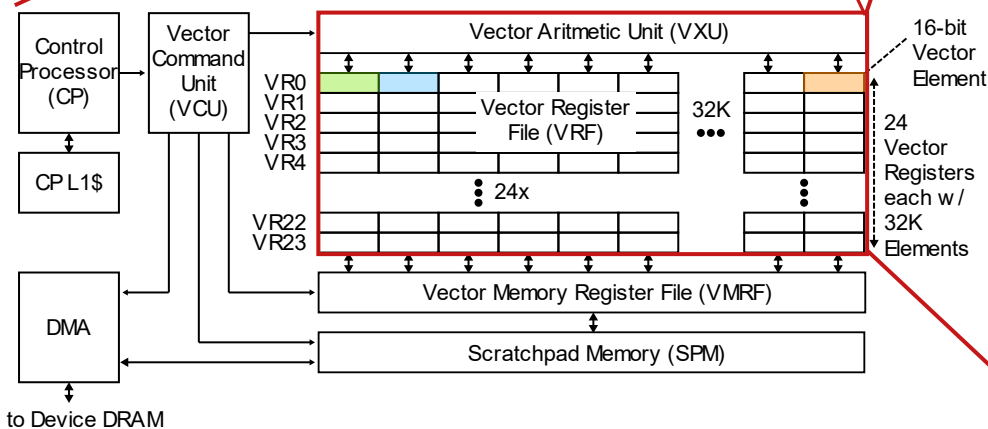 Control
Processor
(CP)
Vector
Command
Unit
(VCU)
Vector Aritmetic Unit (VXU)
16-bit
Vector
Element
VR0
VR1
VR2
VR3
VR4
Vector Register
File (VRF)
32K
24
Vector
Registers
each w/
32K
Elements
CP L1$
24x
VR22
VR23
DMA
Vector Memory Register File (VMRF)
Scratchpad Memory (SPM)
to Device DRAM